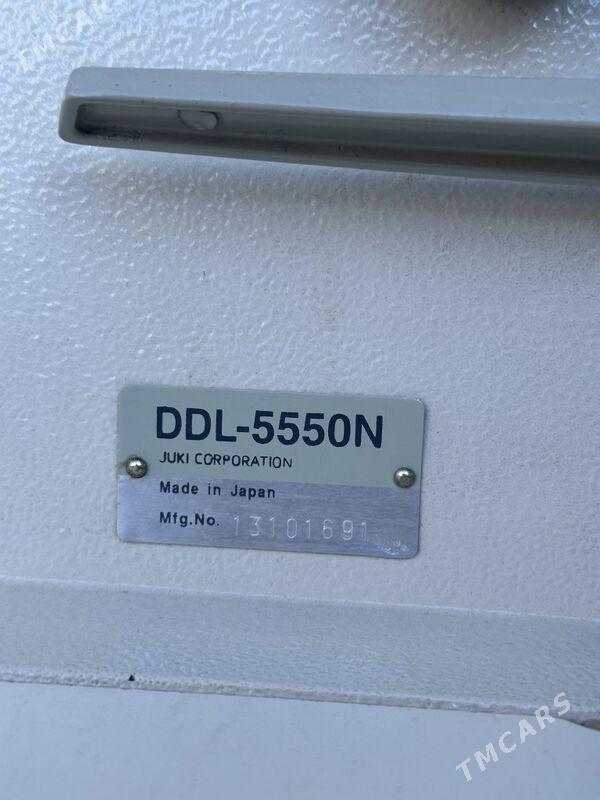 TMCARS
DDL-5550N
JUKI CORPORATION
Made in Japan
Mfg.No. 13101691
TMCARS